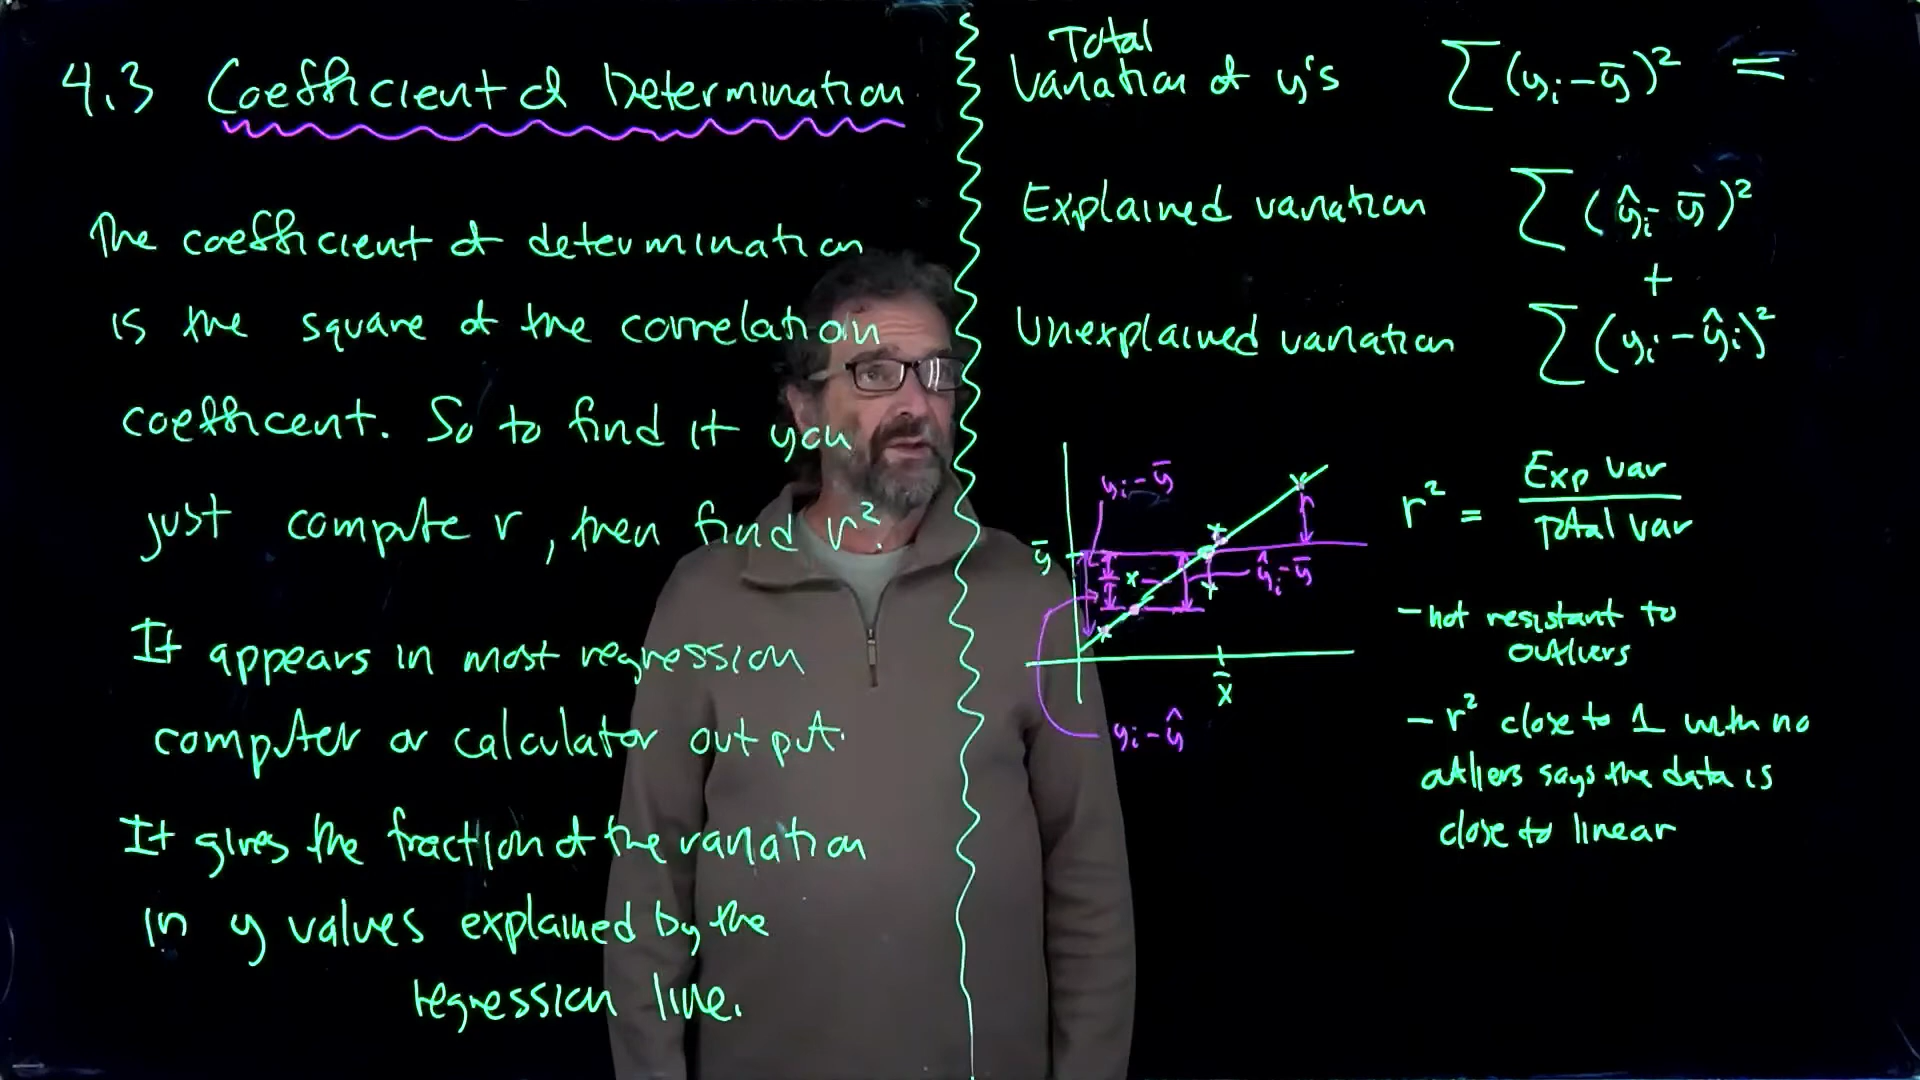 4.3 Coefficient of Determination
The coefficient of determination
is the square of the correlation
coefficent. So to find it you
just compute r, then find r².
It appears in most regression
computer or calculator output.
It gives the fraction of the variation
in y values explained by the
regression line.
Total
Variation of y's ∑(yᵢ-ȳ)² =
Explained variation ∑(ŷᵢ-ȳ)²
+
Unexplained variation ∑(yᵢ-ŷᵢ)²
yᵢ-ȳ
ȳ
ŷᵢ-ȳ
x̄
yᵢ-ŷ
r² = Exp var
Total var
- not resistant to
outliers
- r² close to 1 with no
outliers says the data is
close to linear